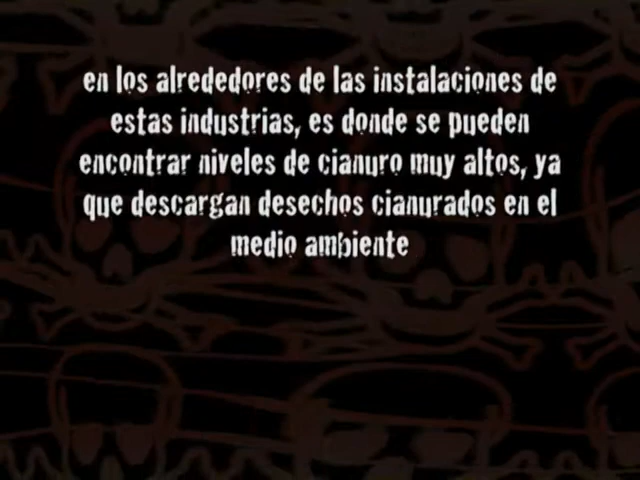 en los alrededores de las instalaciones de
estas industrias, es donde se pueden
encontrar niveles de cianuro muy altos, ya
que descargan desechos cianurados en el
medio ambiente